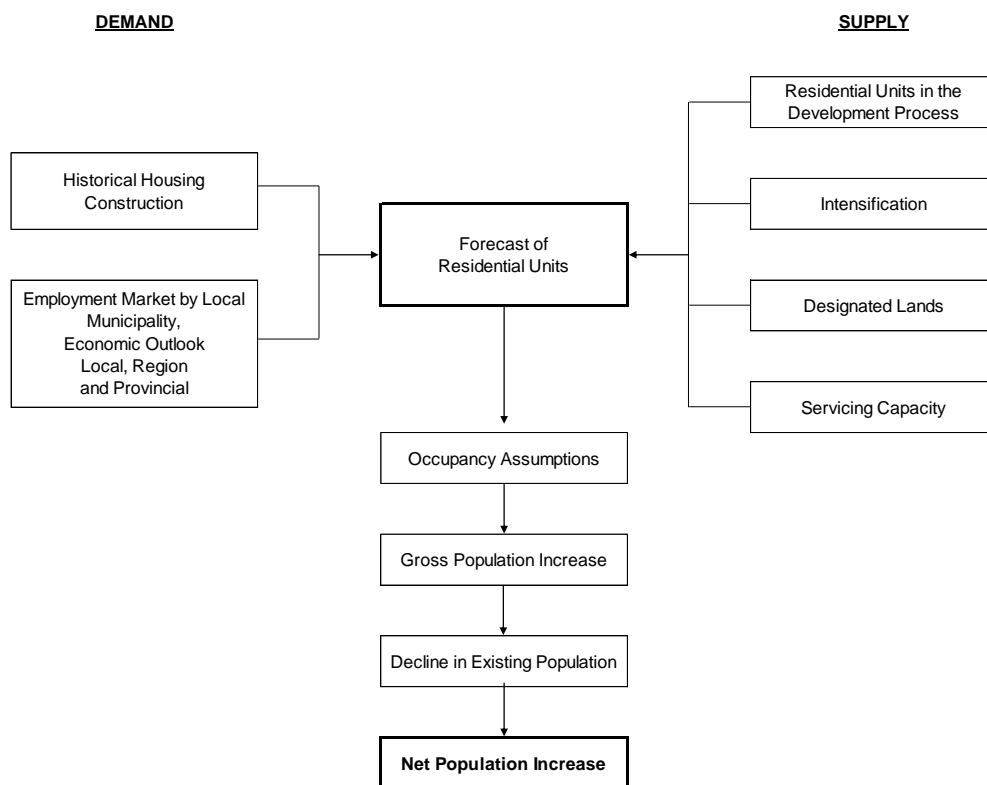 DEMAND
SUPPLY
Residential Units in the
Development Process
Historical Housing
Construction
Intensification
Forecast of
Residential Units
Employment Market by Local
Municipality,
Economic Outlook
Local, Region
and Provincial
Designated Lands
Servicing Capacity
Occupancy Assumptions
Gross Population Increase
Decline in Existing Population
Net Population Increase